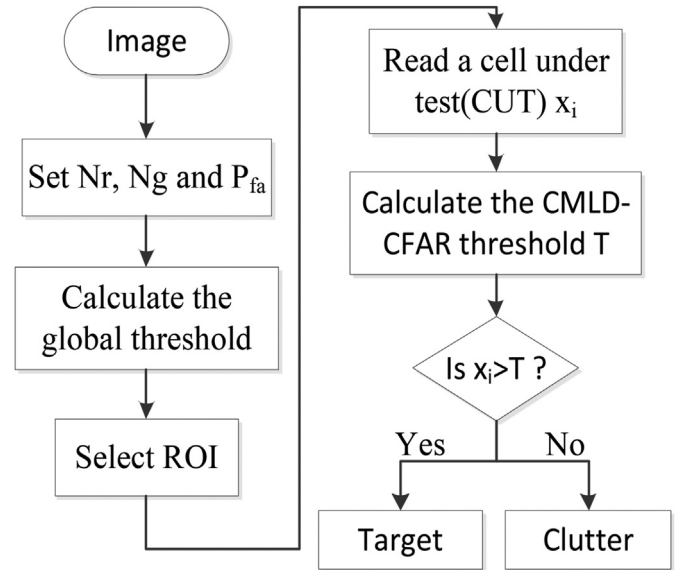 Image
Set Nr, Ng and Pfa
Calculate the
global threshold
Select ROI
Read a cell under
test(CUT) xi
Calculate the CMLD-
CFAR threshold T
Is xi>T ?
Yes
No
Target
Clutter